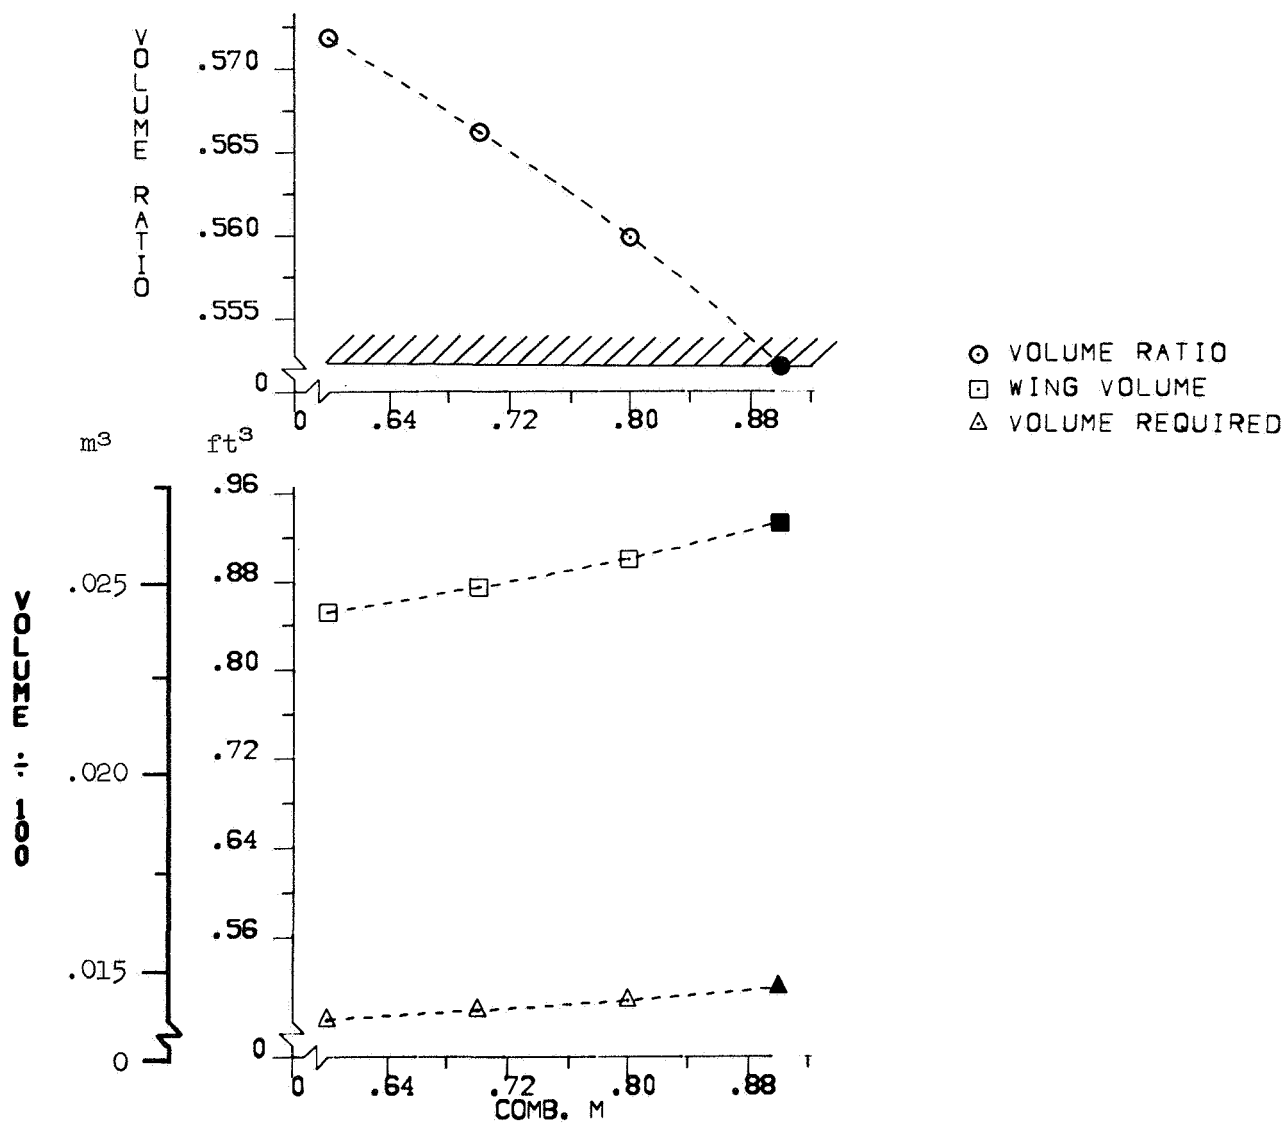 VOLUME RATIO
.570
.565
.560
.555
0
0 .64 .72 .80 .88
⊙ VOLUME RATIO
⊡ WING VOLUME
△ VOLUME REQUIRED
m³ ft³
VOLUME ÷ 100
.025
.020
.015
0
.96
.88
.80
.72
.64
.56
0
0 .64 .72 .80 .88
COMB. M